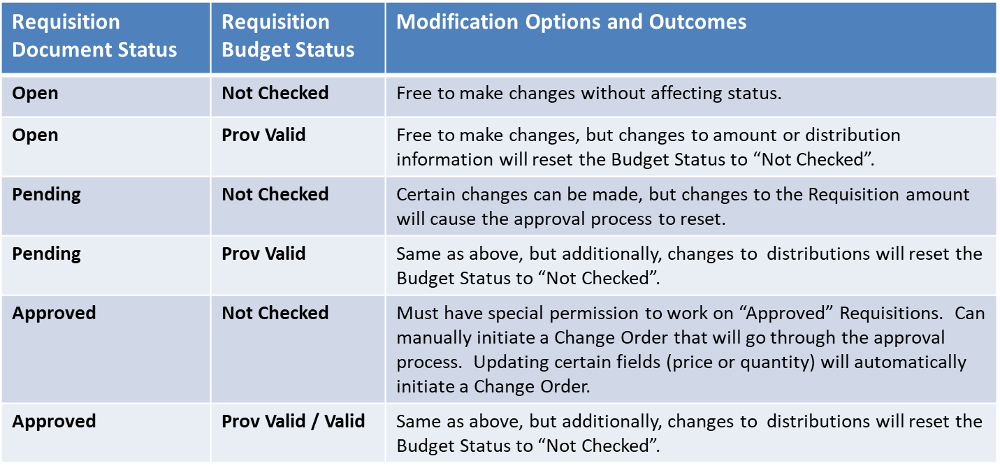 Requisition
Document Status
Requisition
Budget Status
Modification Options and Outcomes
Open
Not Checked
Free to make changes without affecting status.
Open
Prov Valid
Free to make changes, but changes to amount or distribution
information will reset the Budget Status to “Not Checked”.
Pending
Not Checked
Certain changes can be made, but changes to the Requisition amount
will cause the approval process to reset.
Pending
Prov Valid
Same as above, but additionally, changes to  distributions will reset the
Budget Status to “Not Checked”.
Approved
Not Checked
Must have special permission to work on “Approved” Requisitions.  Can
manually initiate a Change Order that will go through the approval
process.  Updating certain fields (price or quantity) will automatically
initiate a Change Order.
Approved
Prov Valid / Valid
Same as above, but additionally, changes to  distributions will reset the
Budget Status to “Not Checked”.